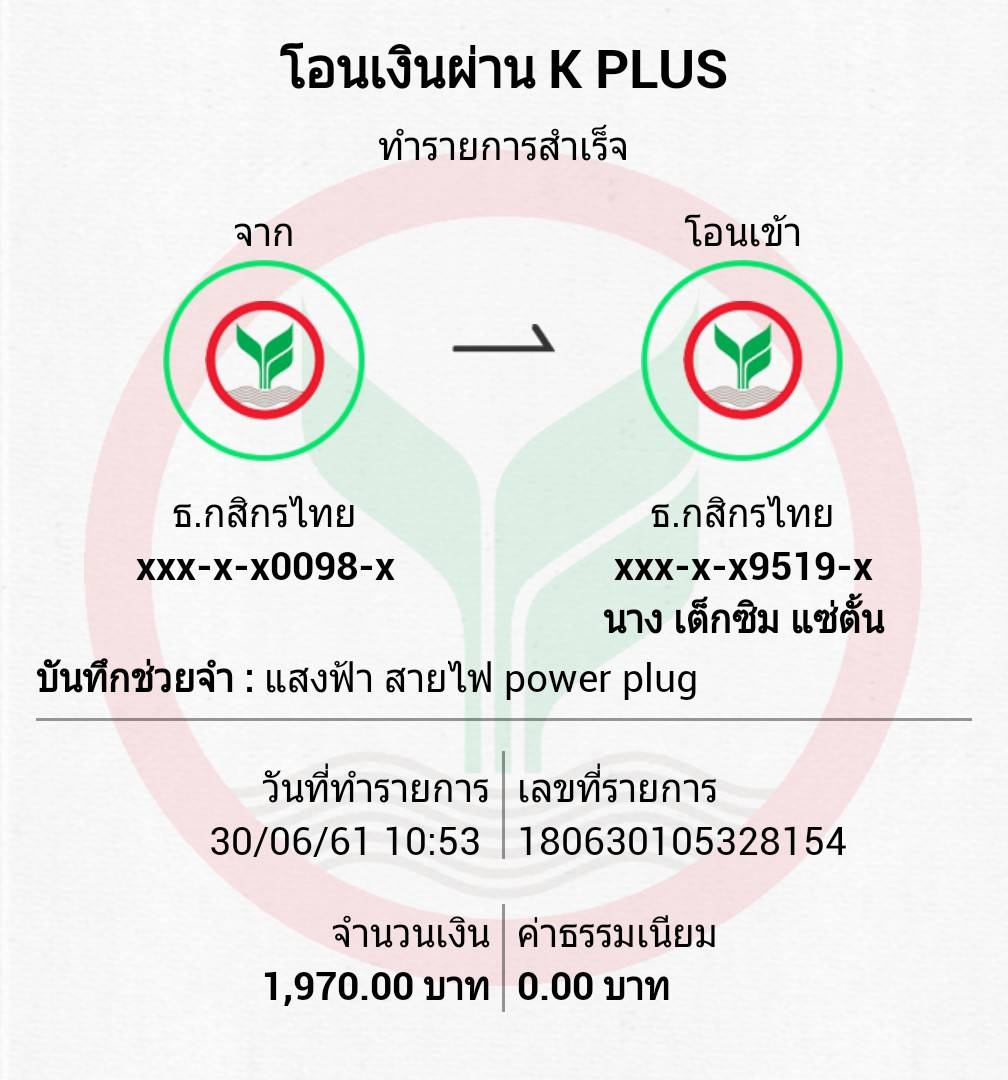 โอนเงินผ่าน K PLUS
ทำรายการสำเร็จ
จาก
โอนเข้า
ธ.กสิกรไทย
xxx-x-x0098-x
ธ.กสิกรไทย
xxx-x-x9519-x
นาง เต็กซิม แซ่ตั้น
บันทึกช่วยจำ : แสงฟ้า สายไฟ power plug
วันที่ทำรายการ
30/06/61 10:53
เลขที่รายการ
180630105328154
จำนวนเงิน
1,970.00 บาท
ค่าธรรมเนียม
0.00 บาท